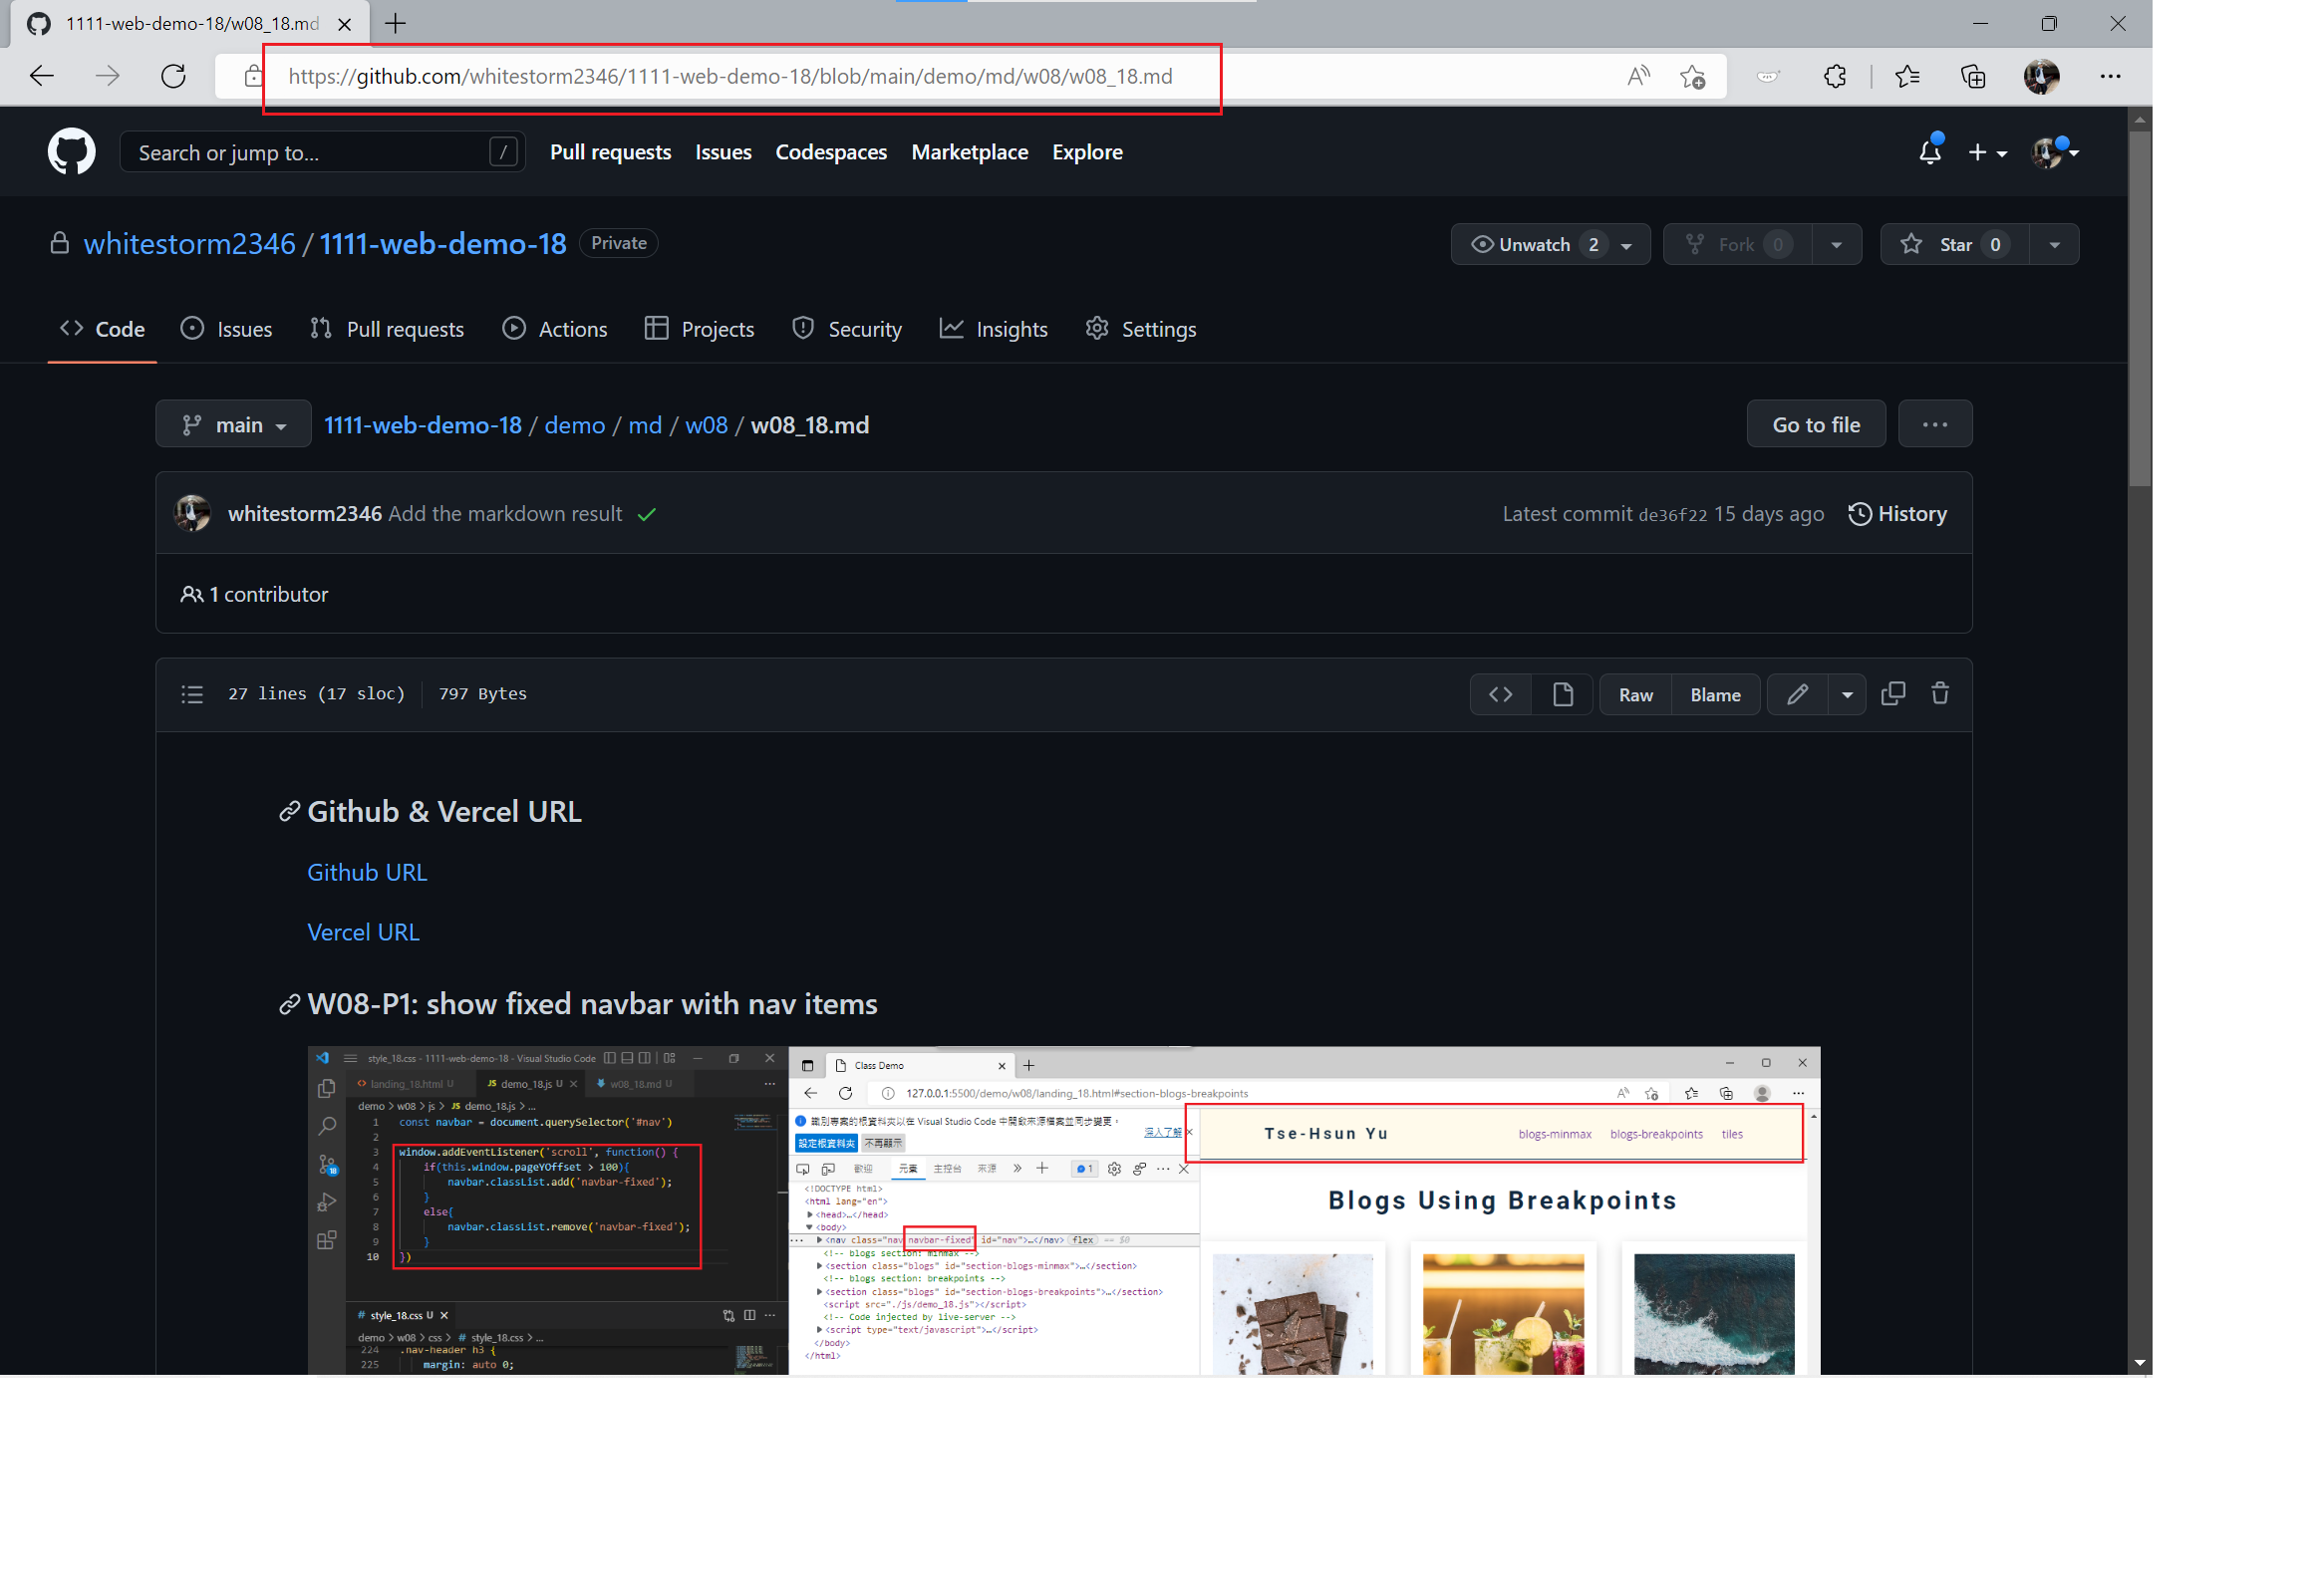 1111-web-demo-18/w08_18.md
https://github.com/whitestorm2346/1111-web-demo-18/blob/main/demo/md/w08/w08_18.md
Search or jump to... /
Pull requests Issues Codespaces Marketplace Explore
whitestorm2346 / 1111-web-demo-18 Private
Unwatch 2 Fork 0 Star 0
Code Issues Pull requests Actions Projects Security Insights Settings
main 1111-web-demo-18 / demo / md / w08 / w08_18.md
Go to file
whitestorm2346 Add the markdown result
Latest commit de36f22 15 days ago History
1 contributor
27 lines (17 sloc) 797 Bytes
Raw Blame
Github & Vercel URL
Github URL
Vercel URL
W08-P1: show fixed navbar with nav items
style_18.css - 1111-web-demo-18 - Visual Studio Code
landing_18.html U JS demo_18.js U w08_18.md U
demo > w08 > js > JS demo_18.js > ...
1 const navbar = document.querySelector('#nav')
2
3 window.addEventListener('scroll', function() {
4 if(this.window.pageYOffset > 100){
5 navbar.classList.add('navbar-fixed');
6 }
7 else{
8 navbar.classList.remove('navbar-fixed');
9 }
10 })
18
# style_18.css U
demo > w08 > css > # style_18.css > ...
224 .nav-header h3 {
225 margin: auto 0;
Class Demo
127.0.0.1:5500/demo/w08/landing_18.html#section-blogs-breakpoints
識別專案的根資料夾以在 Visual Studio Code 中開啟來源檔案並同步變更。
深入了解
設定根資料夾 不再顯示
歡迎 元素 主控台 來源 1
<!DOCTYPE html>
<html lang="en">
<head>…</head>
<body>
<nav class="nav navbar-fixed" id="nav">…</nav> flex == $0
<!-- blogs section: minmax -->
<section class="blogs" id="section-blogs-minmax">…</section>
<!-- blogs section: breakpoints -->
<section class="blogs" id="section-blogs-breakpoints">…</section>
<script src="./js/demo_18.js"></script>
<!-- Code injected by live-server -->
<script type="text/javascript">…</script>
</body>
</html>
Tse-Hsun Yu
blogs-minmax blogs-breakpoints tiles
Blogs Using Breakpoints